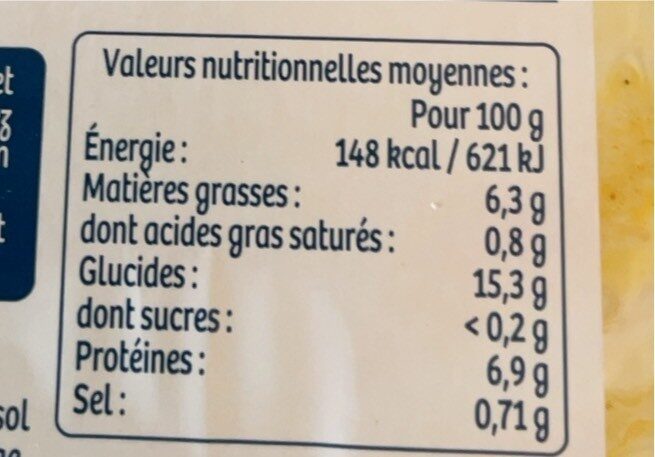 Valeurs nutritionnelles moyennes :
Pour 100 g
Énergie : 148 kcal / 621 kJ
Matières grasses : 6,3 g
dont acides gras saturés : 0,8 g
Glucides : 15,3 g
dont sucres : < 0,2 g
Protéines : 6,9 g
Sel : 0,71 g